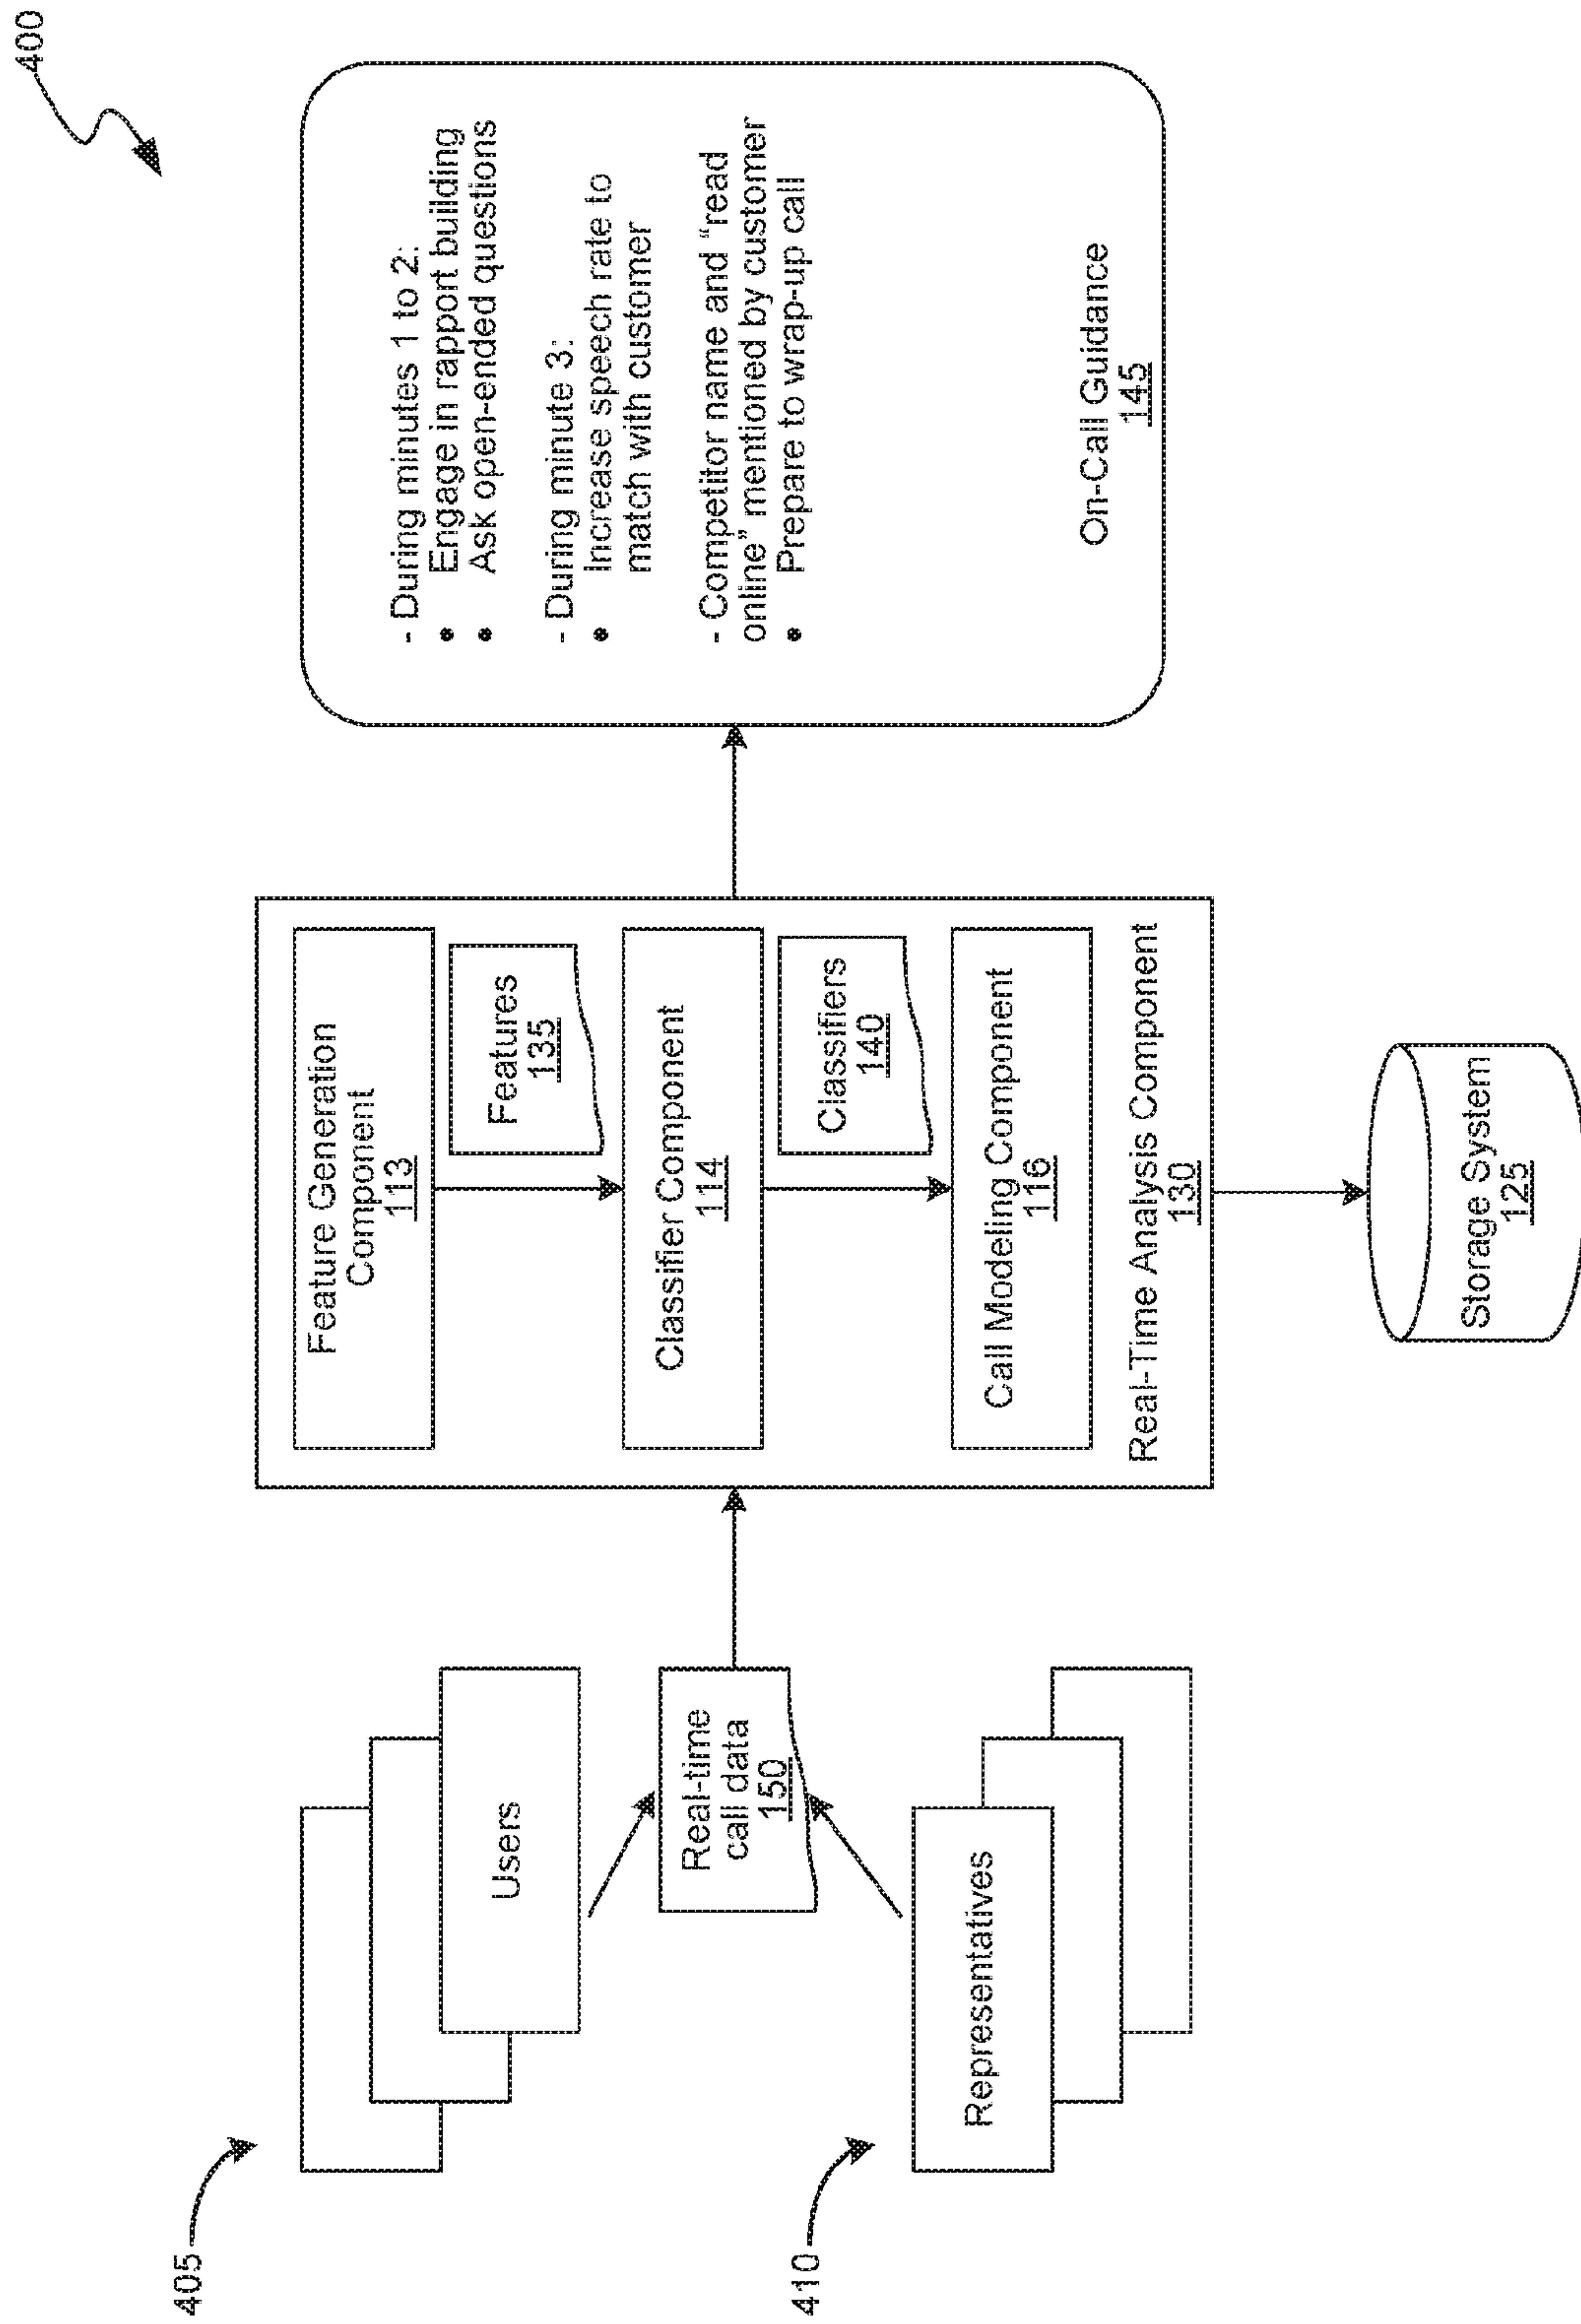 400
405
Users
Real-time
call data
150
410
Representatives
Feature Generation
Component
113
Features
135
Classifier Component
114
Classifiers
140
Call Modeling Component
116
Real-Time Analysis Component
130
Storage System
125
- During minutes 1 to 2:
• Engage in rapport building
• Ask open-ended questions
- During minute 3:
• Increase speech rate to
match with customer
- Competitor name and “read
online” mentioned by customer
• Prepare to wrap-up call
On-Call Guidance
145